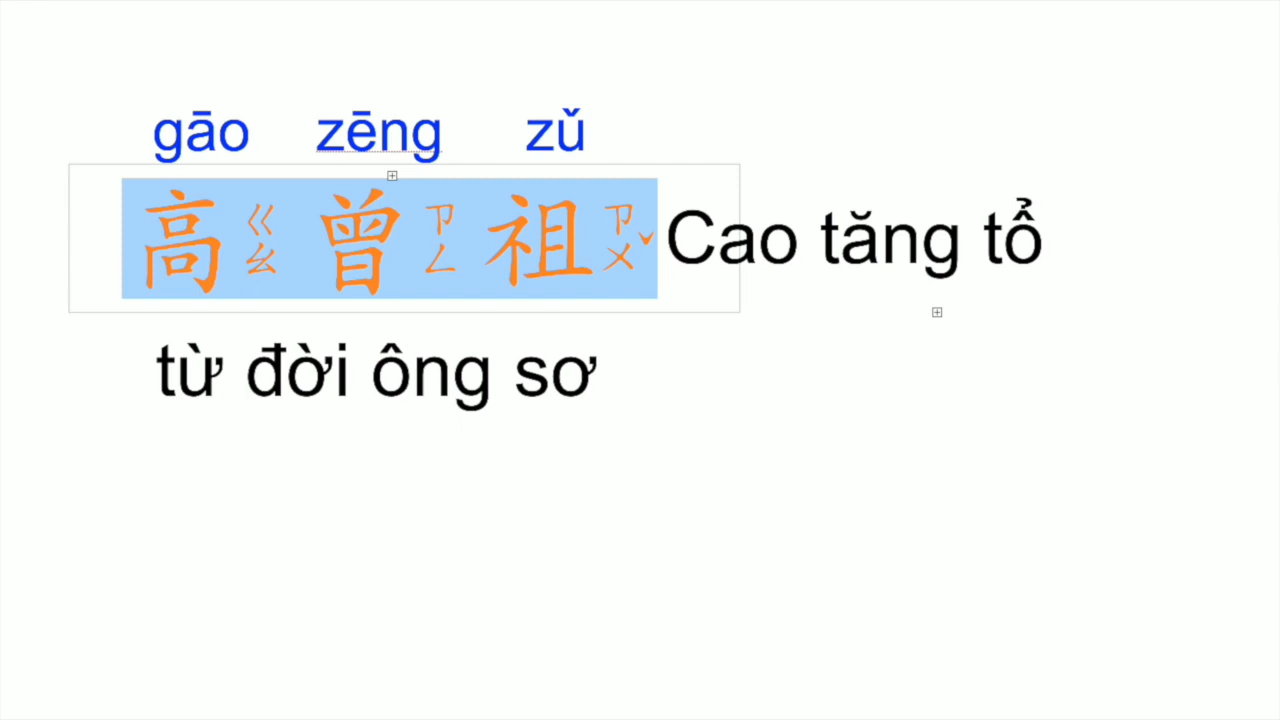 gāo zēng zǔ
高ㄍㄠ 曾ㄗㄥ 祖ㄗㄨˇ Cao tăng tổ
từ đời ông sơ